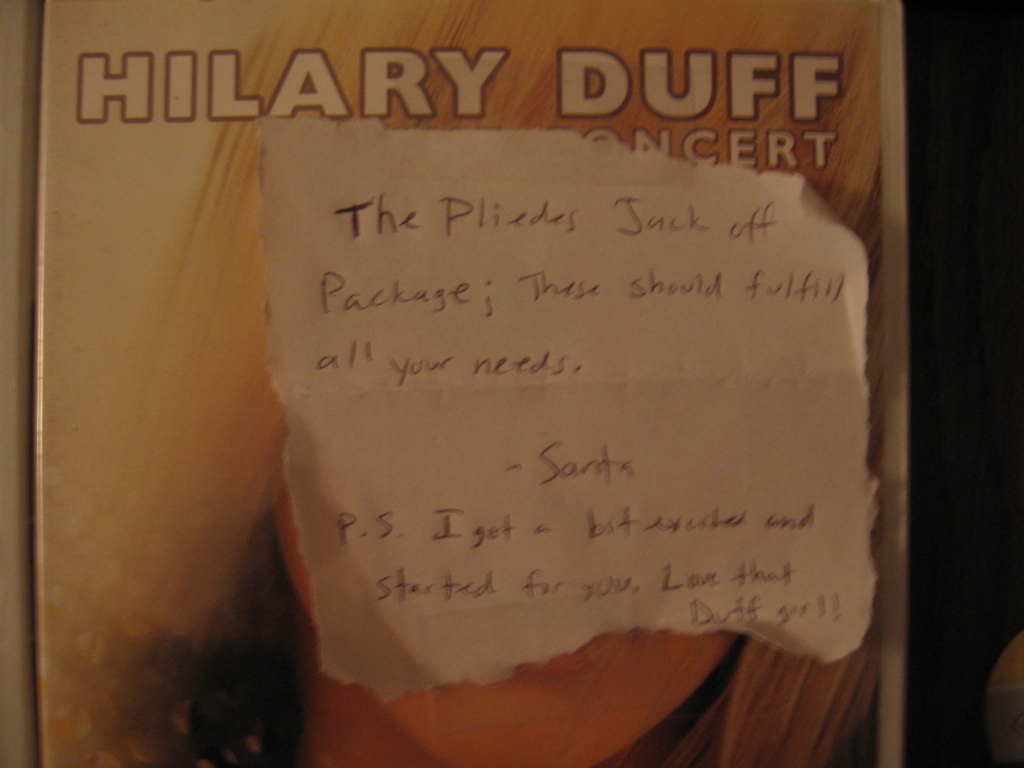 HILARY DUFF
CONCERT
The Pliedes Jack off
Package; These should fulfill
all your needs.
- Santa
P.S. I got a bit excited and
started for you. Love that
Duff girl!